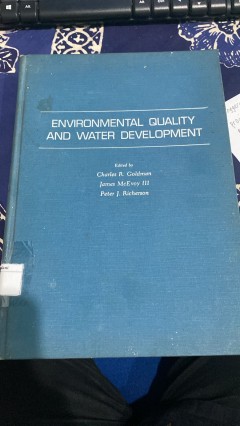 ENVIRONMENTAL QUALITY
AND WATER DEVELOPMENT
Edited by
Charles R. Goldman
James McEvoy III
Peter J. Richerson